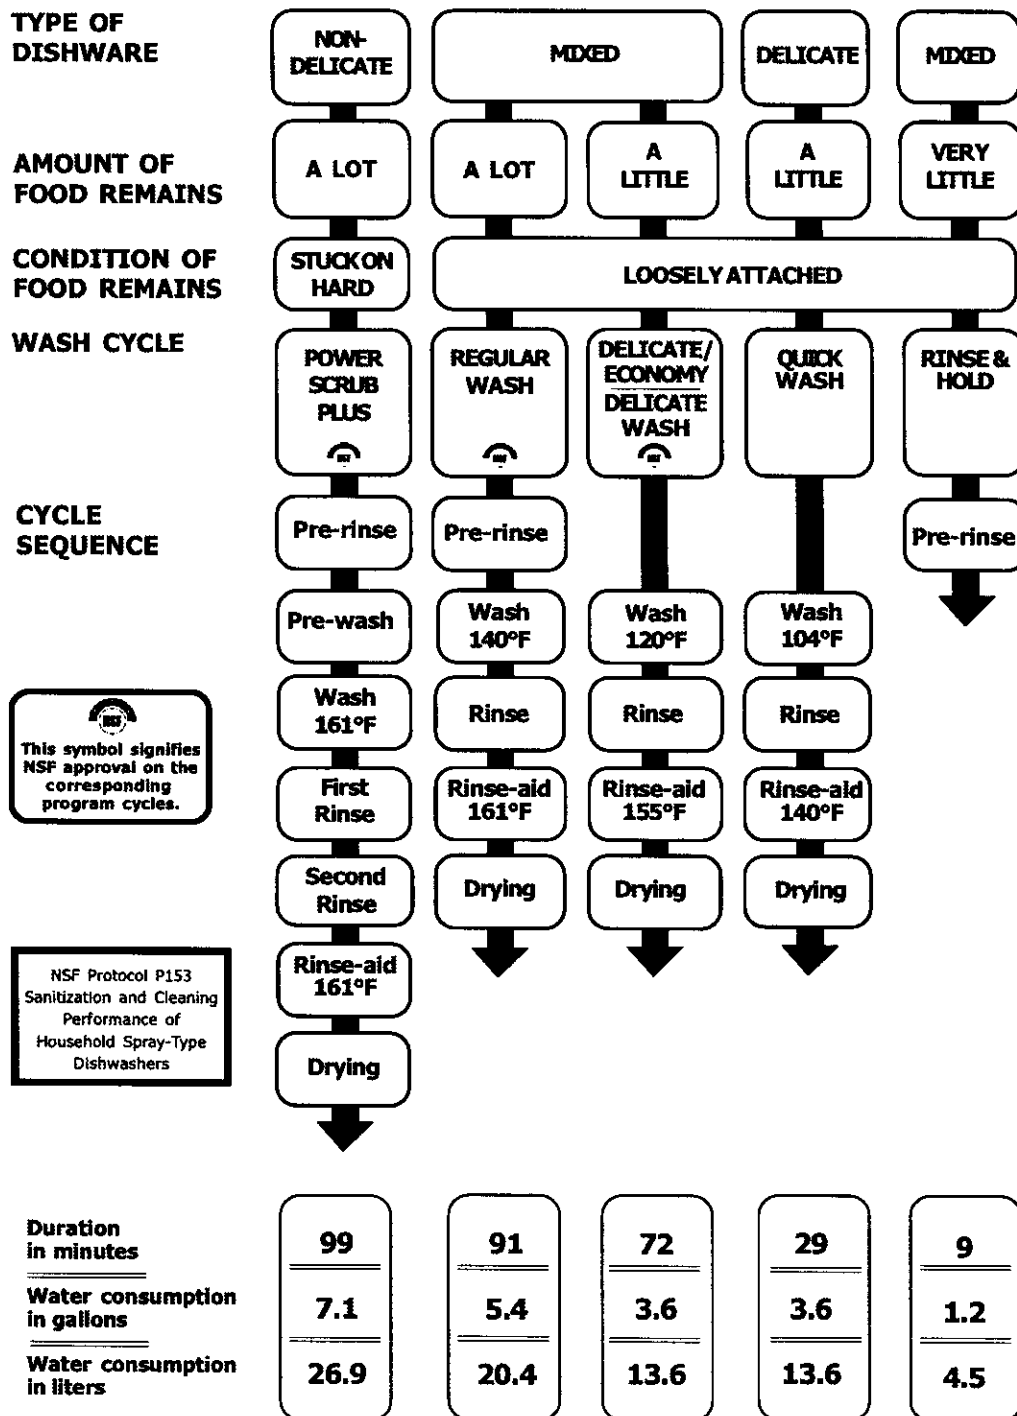 TYPE OF
DISHWARE
NON-
DELICATE
MIXED
DELICATE
MIXED
AMOUNT OF
FOOD REMAINS
A LOT
A LOT
A
LITTLE
A
LITTLE
VERY
LITTLE
CONDITION OF
FOOD REMAINS
STUCK ON
HARD
LOOSELY ATTACHED
WASH CYCLE
POWER
SCRUB
PLUS
NSF
REGULAR
WASH
NSF
DELICATE/
ECONOMY
DELICATE
WASH
NSF
QUICK
WASH
RINSE &
HOLD
CYCLE
SEQUENCE
Pre-rinse
Pre-rinse
Pre-rinse
Pre-wash
Wash
140°F
Wash
120°F
Wash
104°F
Wash
161°F
Rinse
Rinse
Rinse
NSF
This symbol signifies
NSF approval on the
corresponding
program cycles.
First
Rinse
Rinse-aid
161°F
Rinse-aid
155°F
Rinse-aid
140°F
Second
Rinse
Drying
Drying
Drying
NSF Protocol P153
Sanitization and Cleaning
Performance of
Household Spray-Type
Dishwashers
Rinse-aid
161°F
Drying
Duration
in minutes
99
91
72
29
9
Water consumption
in gallons
7.1
5.4
3.6
3.6
1.2
Water consumption
in liters
26.9
20.4
13.6
13.6
4.5